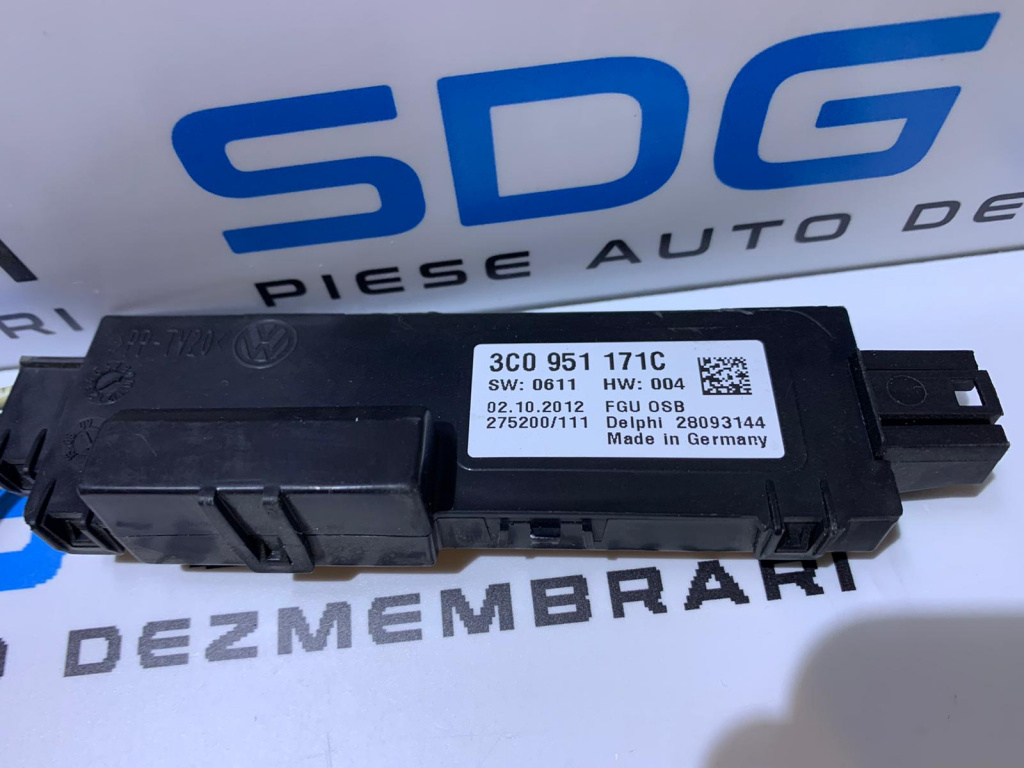 SDG
PIESE AUTO DE
RI
3C0 951 171C
SW: 0611 HW: 004
02.10.2012 FGU OSB
275200/111 Delphi 28093144
Made in Germany
DEZMEMBRARI